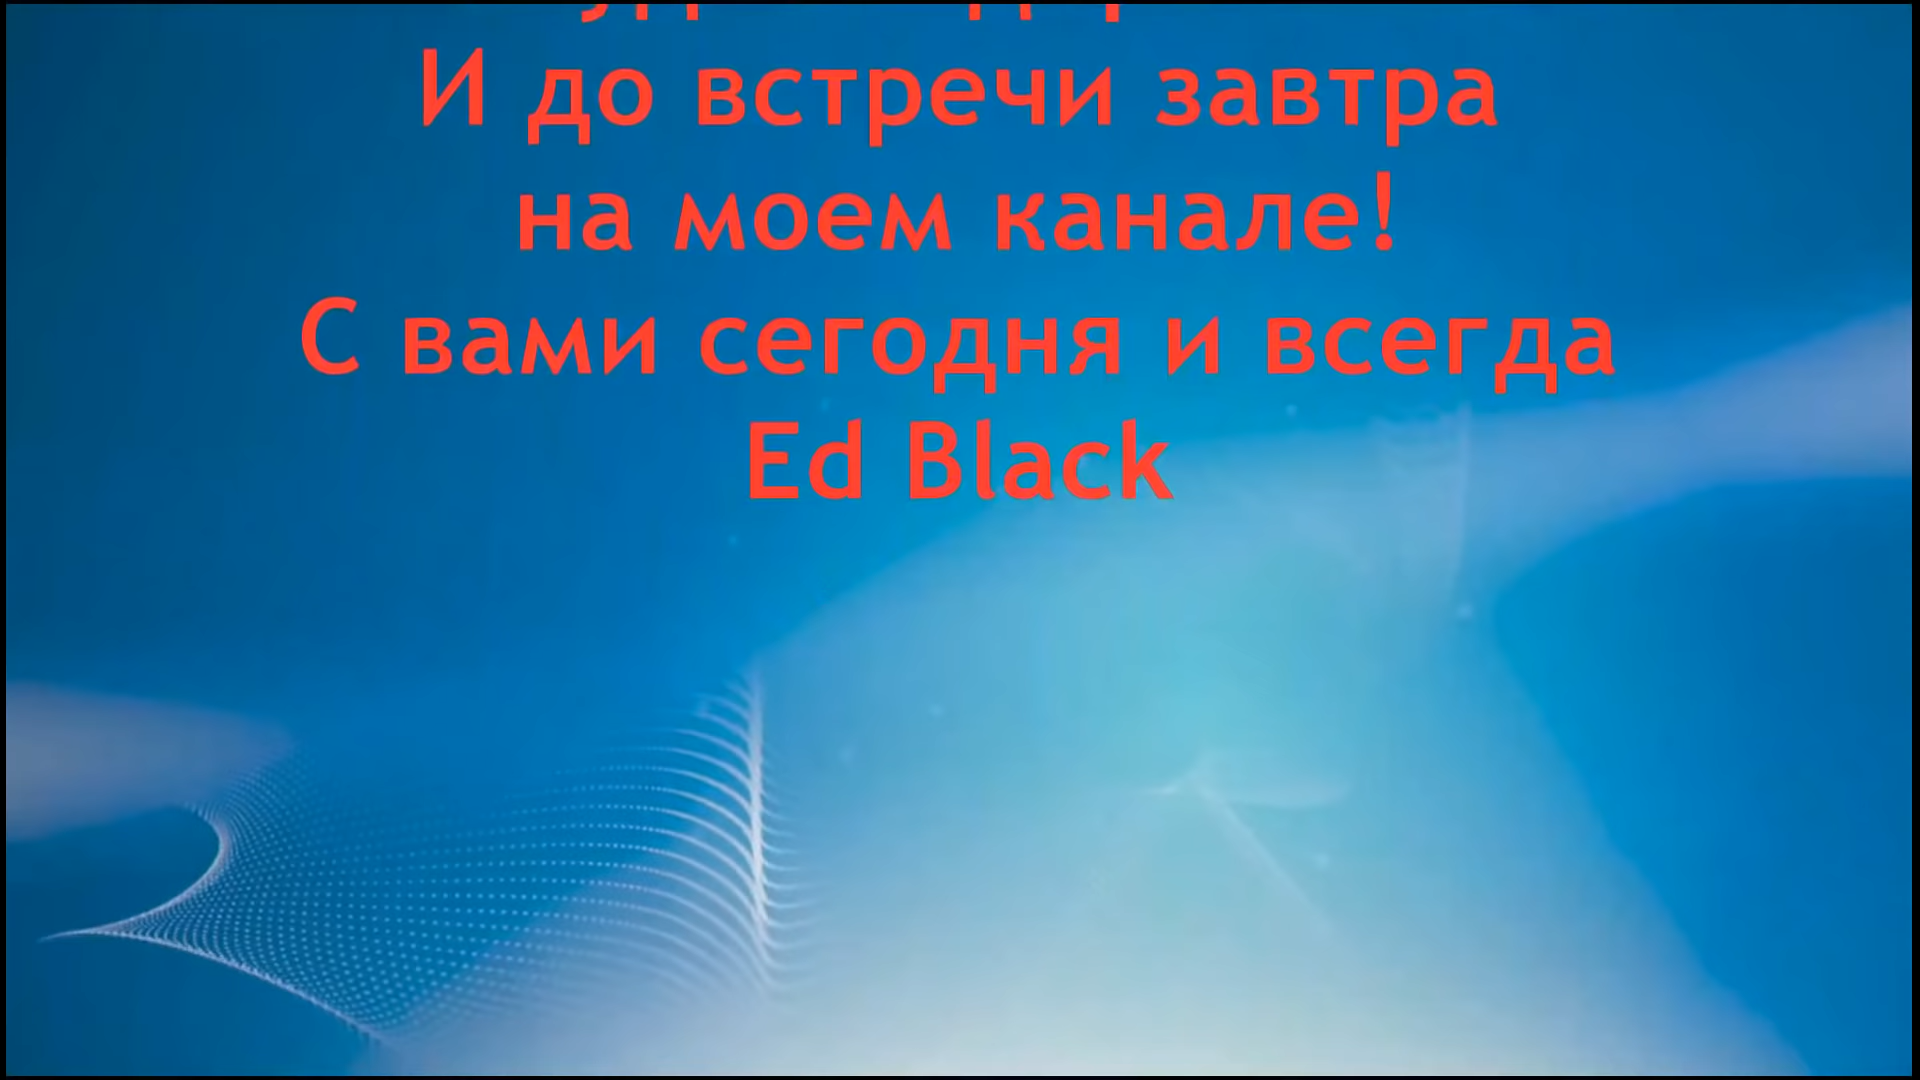 И до встречи завтра
на моем канале!
С вами сегодня и всегда
Ed Black